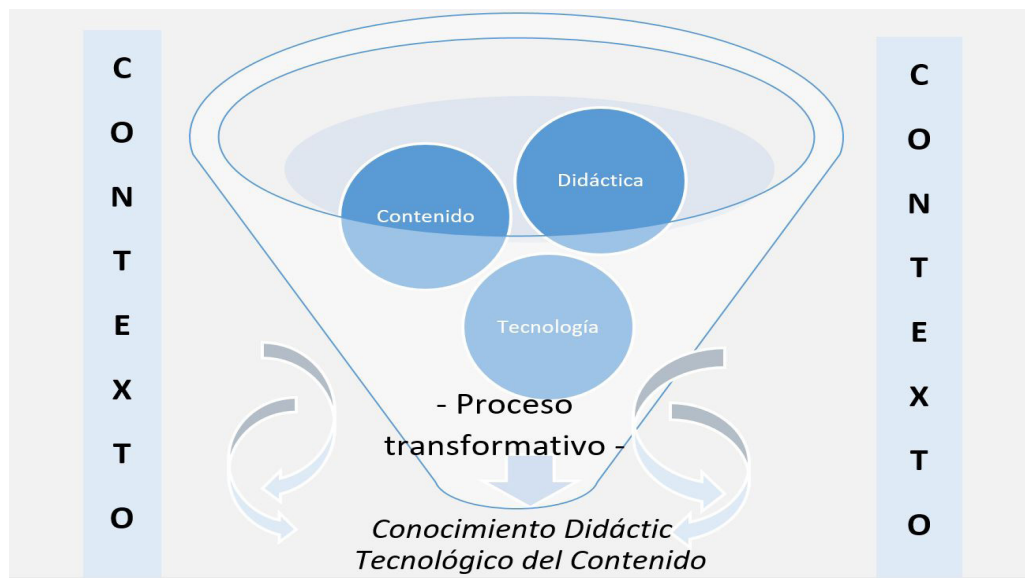 CONTEXTO
Didáctica
Contenido
Tecnología
- Proceso
transformativo -
Conocimiento Didáctic
Tecnológico del Contenido
CONTEXTO